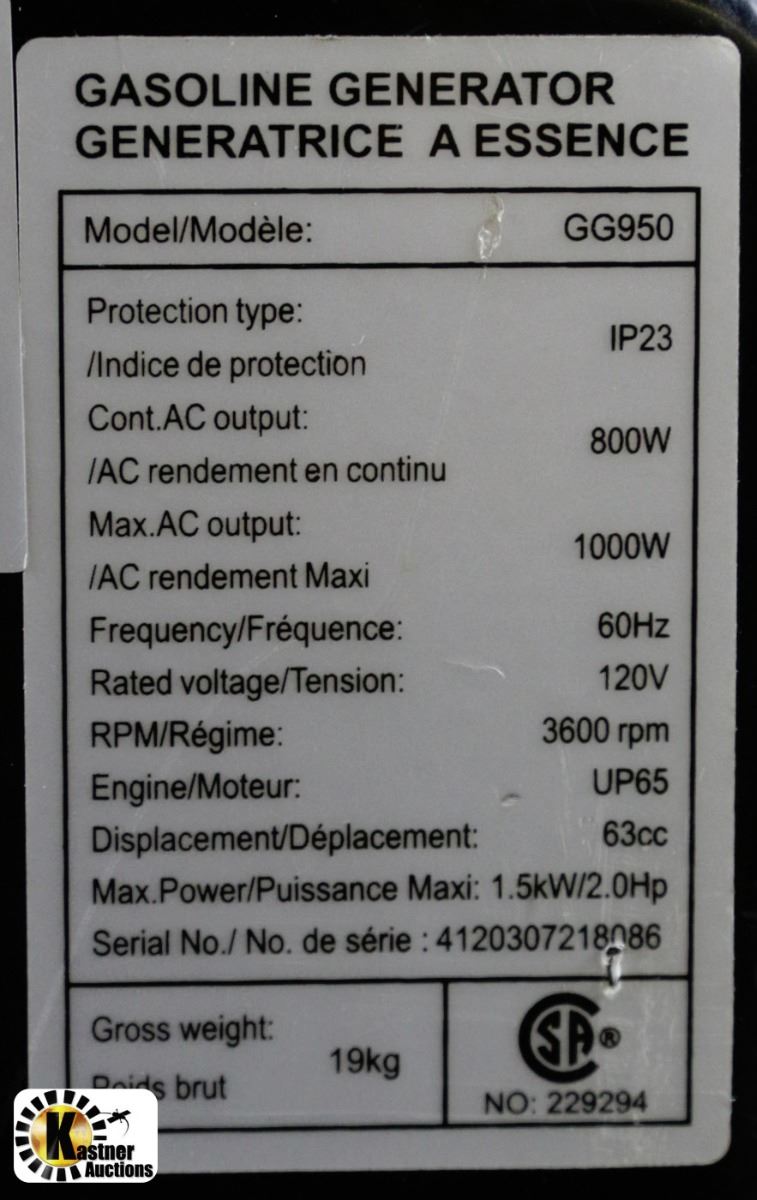 GASOLINE GENERATOR
GENERATRICE A ESSENCE
Model/Modèle: GG950
Protection type:
/Indice de protection IP23
Cont.AC output:
/AC rendement en continu 800W
Max.AC output:
/AC rendement Maxi 1000W
Frequency/Fréquence: 60Hz
Rated voltage/Tension: 120V
RPM/Régime: 3600 rpm
Engine/Moteur: UP65
Displacement/Déplacement: 63cc
Max.Power/Puissance Maxi: 1.5kW/2.0Hp
Serial No./ No. de série : 4120307218086
Gross weight:
Poids brut 19kg
CSA®
NO: 229294
Kastner
Auctions